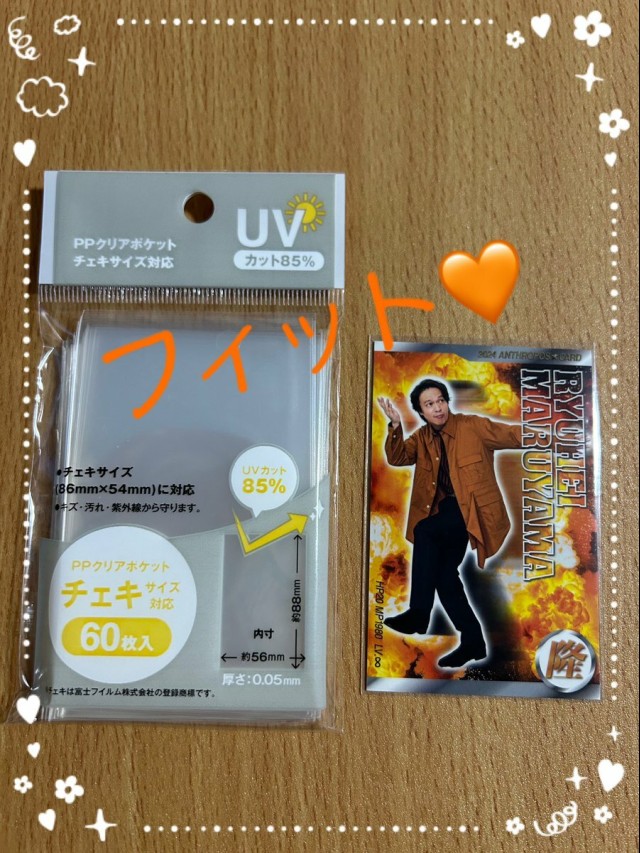 PPクリアポケット
チェキサイズ対応
UV
カット85%
フィット
•チェキサイズ
(86mm×54mm)に対応
•キズ・汚れ・紫外線から守ります。
UVカット
85%
PPクリアポケット
チェキサイズ対応
60枚入
内寸
約88mm
約56mm
厚さ:0.05mm
チェキは富士フイルム株式会社の登録商標です。
2024 ANTHROPOS★CARD
RYUHEI
MARUYAMA
HP20 MP1980 LV.∞
隆